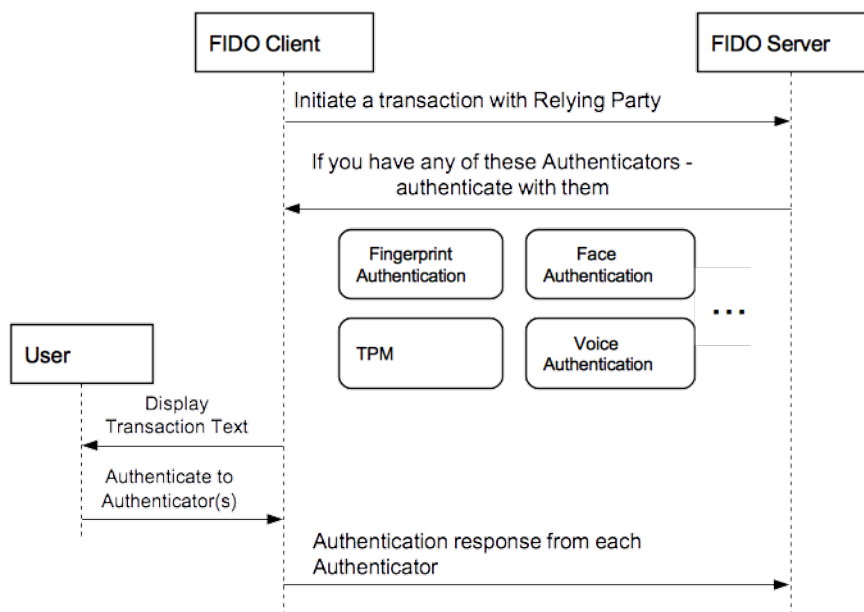 FIDO Client
FIDO Server
Initiate a transaction with Relying Party
If you have any of these Authenticators -
authenticate with them
Fingerprint
Authentication
Face
Authentication
...
TPM
Voice
Authentication
User
Display
Transaction Text
Authenticate to
Authenticator(s)
Authentication response from each
Authenticator